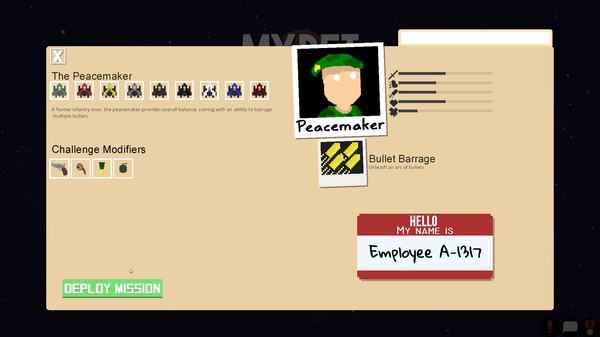 MYPET
X
The Peacemaker
A former infantry man, the peacemaker provides overall balance, coming with an ability to barrage
multiple bullets
Challenge Modifiers
DEPLOY MISSION
Peacemaker
Bullet Barrage
Unleash an arc of bullets
HELLO
MY NAME IS
Employee A-1317